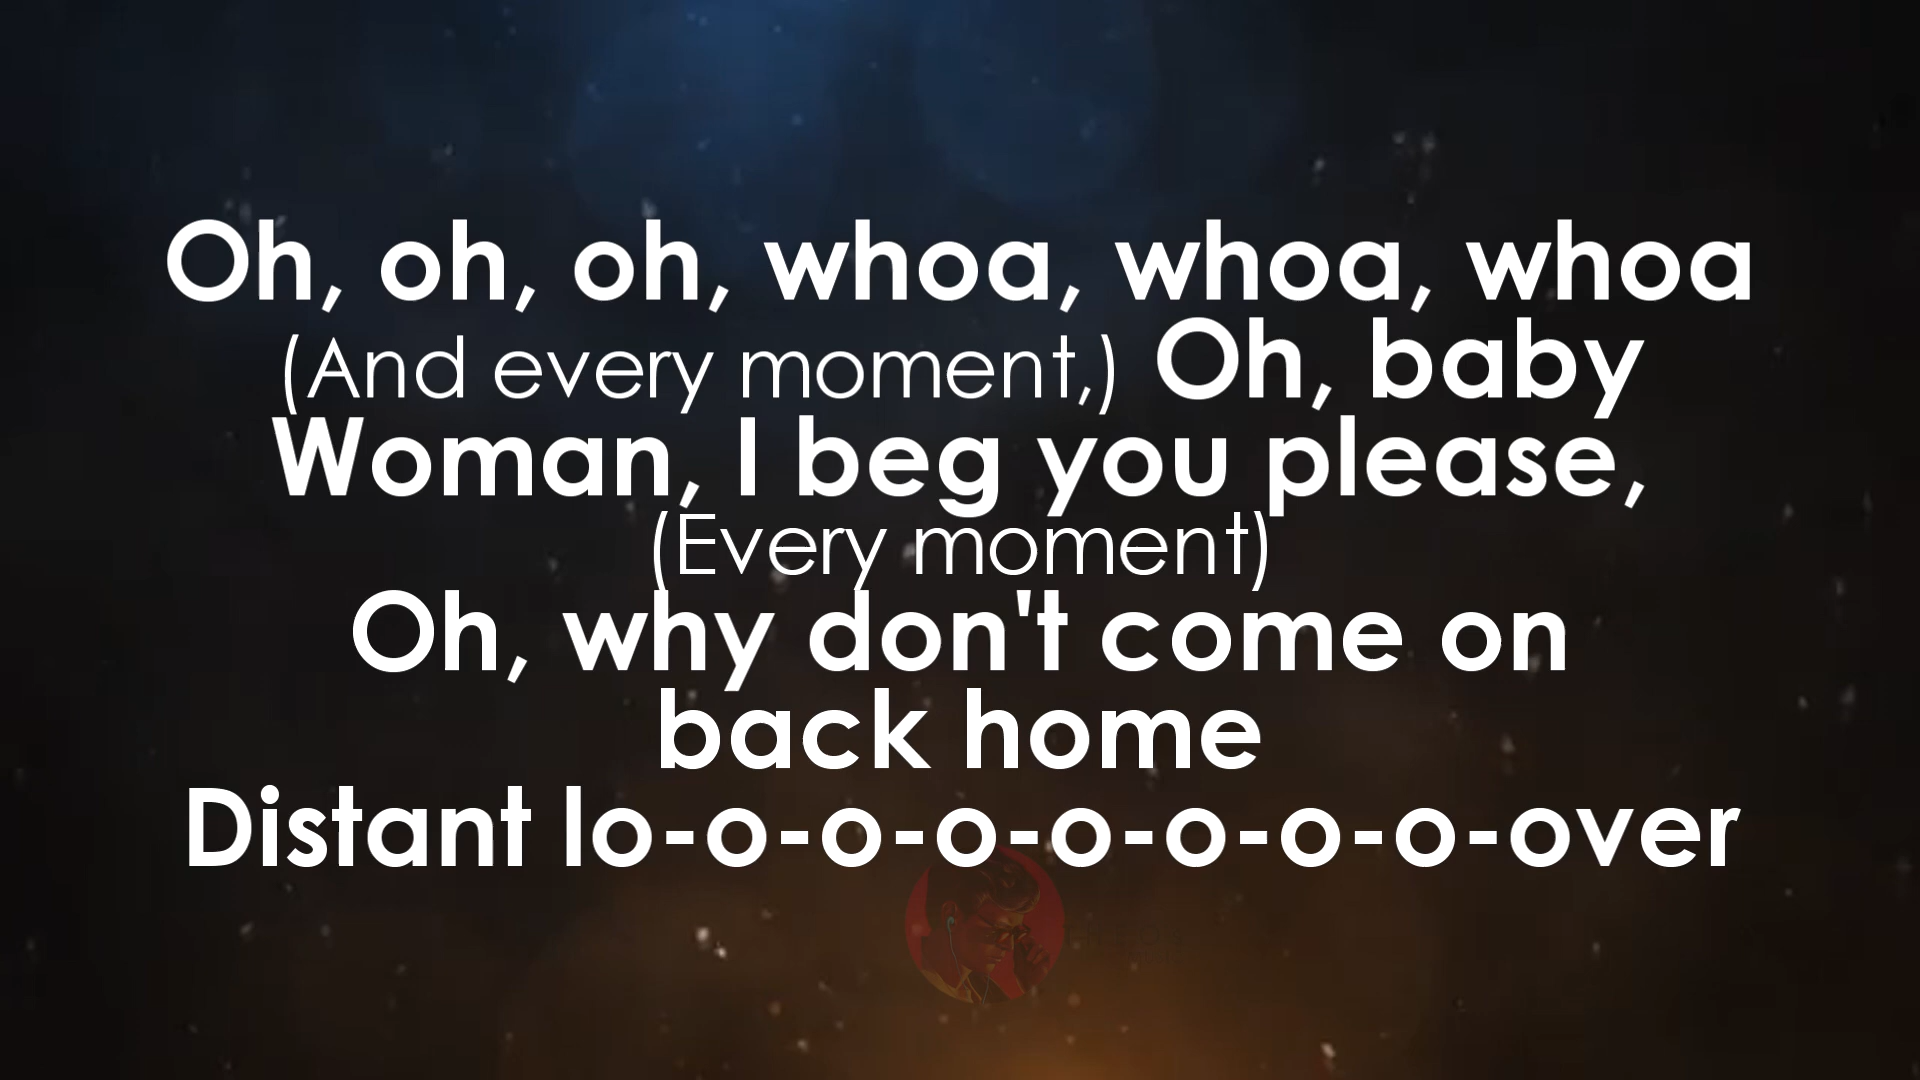 Oh, oh, oh, whoa, whoa, whoa
(And every moment,) Oh, baby
Woman, I beg you please,
(Every moment)
Oh, why don't come on
back home
Distant lo-o-o-o-o-o-o-o-over